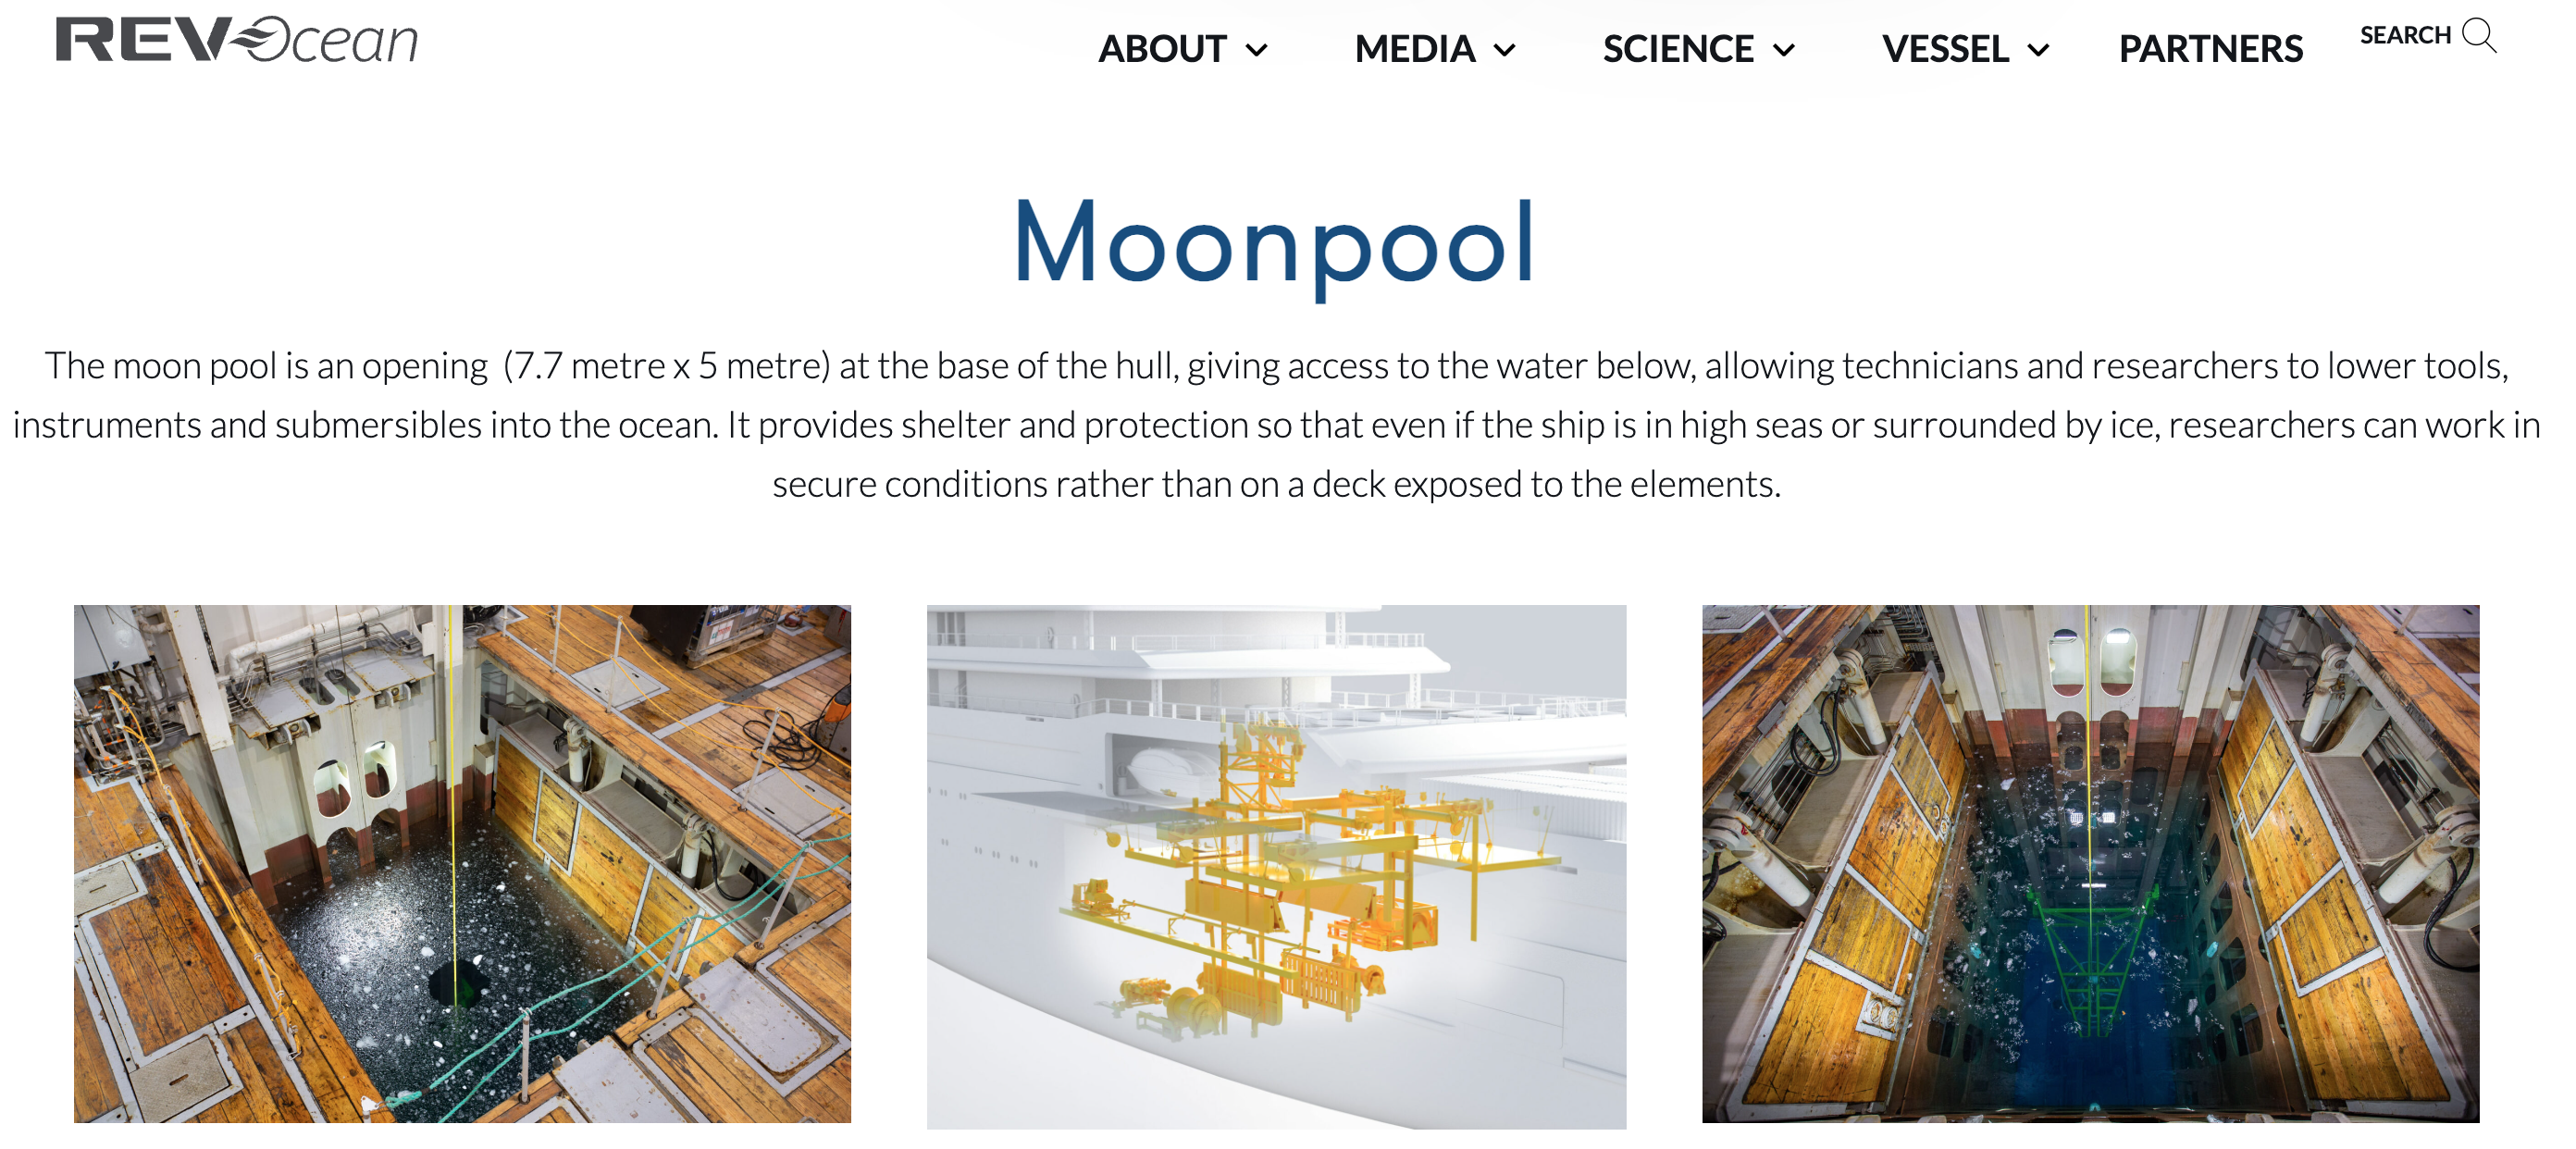 REVOcean
ABOUT
MEDIA
SCIENCE
VESSEL
PARTNERS
SEARCH
Moonpool
The moon pool is an opening  (7.7 metre x 5 metre) at the base of the hull, giving access to the water below, allowing technicians and researchers to lower tools,
instruments and submersibles into the ocean. It provides shelter and protection so that even if the ship is in high seas or surrounded by ice, researchers can work in
secure conditions rather than on a deck exposed to the elements.